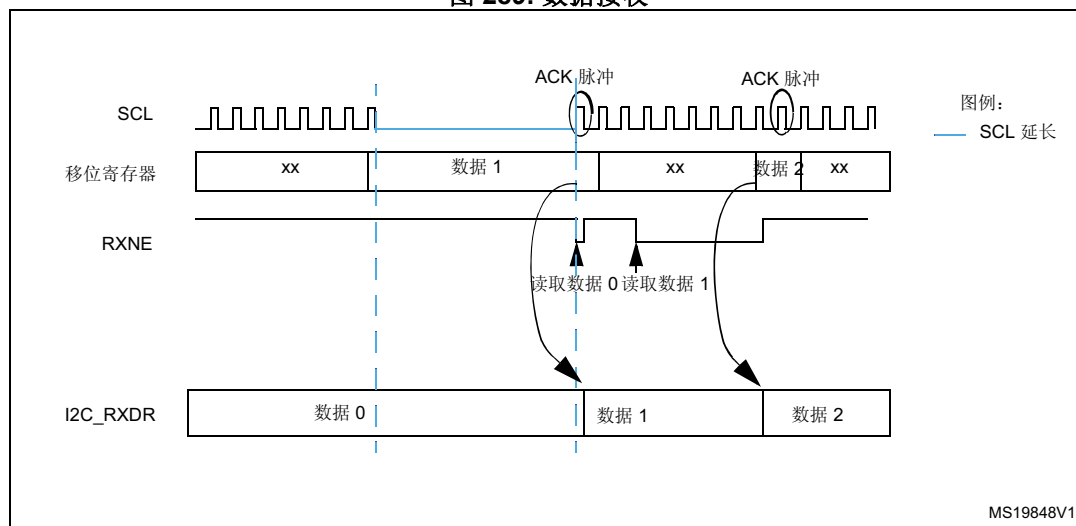 ACK 脉冲
ACK 脉冲
SCL
图例：
SCL 延长
移位寄存器
xx
数据 1
xx
数据 2
xx
RXNE
读取数据 0 读取数据 1
I2C_RXDR
数据 0
数据 1
数据 2
MS19848V1